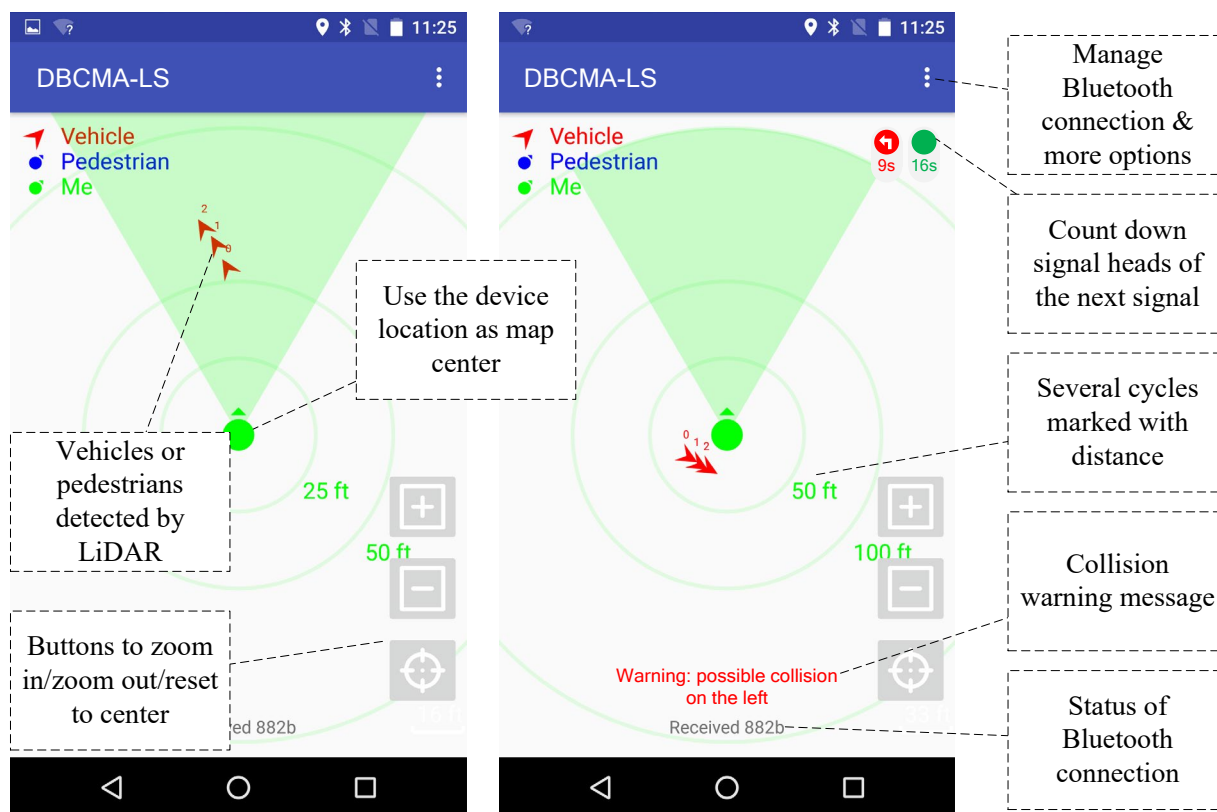 ?
11:25
DBCMA-LS
Vehicle
Pedestrian
Me
2
1
0
25 ft
50 ft
16 ft
ed 882b
Use the device
location as map
center
Vehicles or
pedestrians
detected by
LiDAR
Buttons to zoom
in/zoom out/reset
to center
?
11:25
DBCMA-LS
Vehicle
Pedestrian
Me
9s
16s
0
1
2
50 ft
100 ft
33 ft
Warning: possible collision
on the left
Received 882b
Manage
Bluetooth
connection &
more options
Count down
signal heads of
the next signal
Several cycles
marked with
distance
Collision
warning message
Status of
Bluetooth
connection